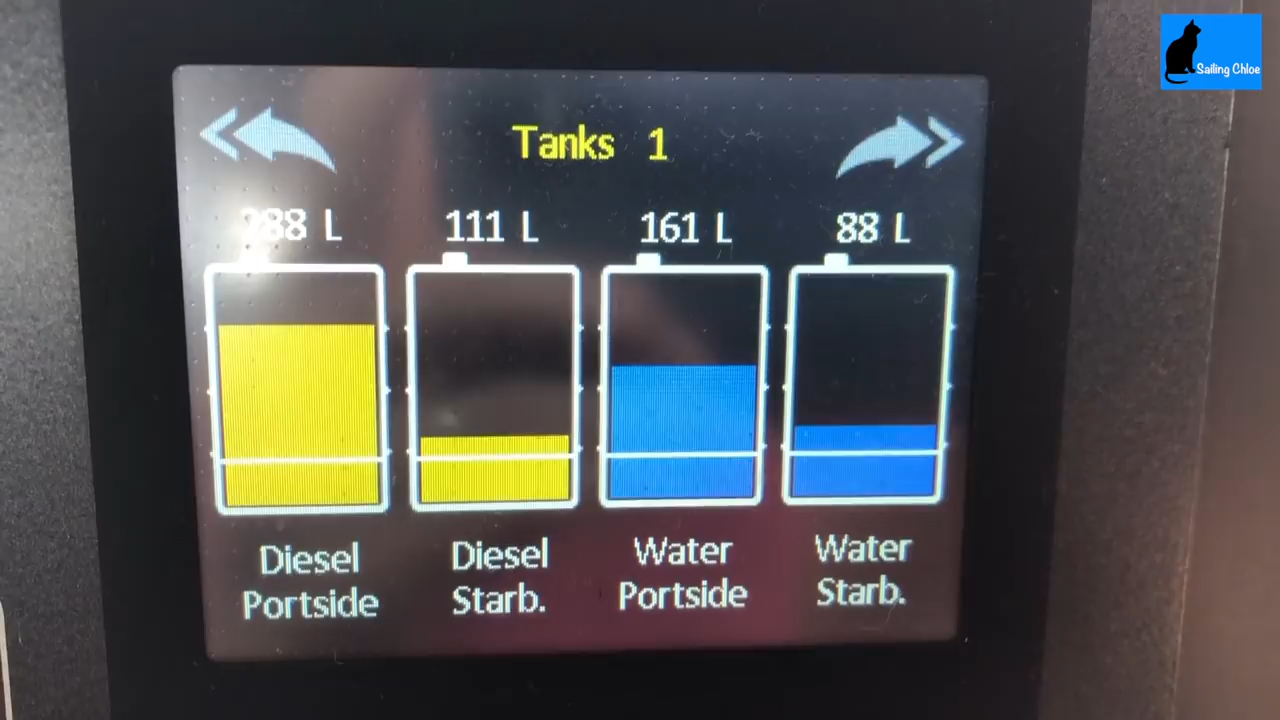 Sailing Chloe
Tanks 1
288 L 111 L 161 L 88 L
Diesel Portside
Diesel Starb.
Water Portside
Water Starb.